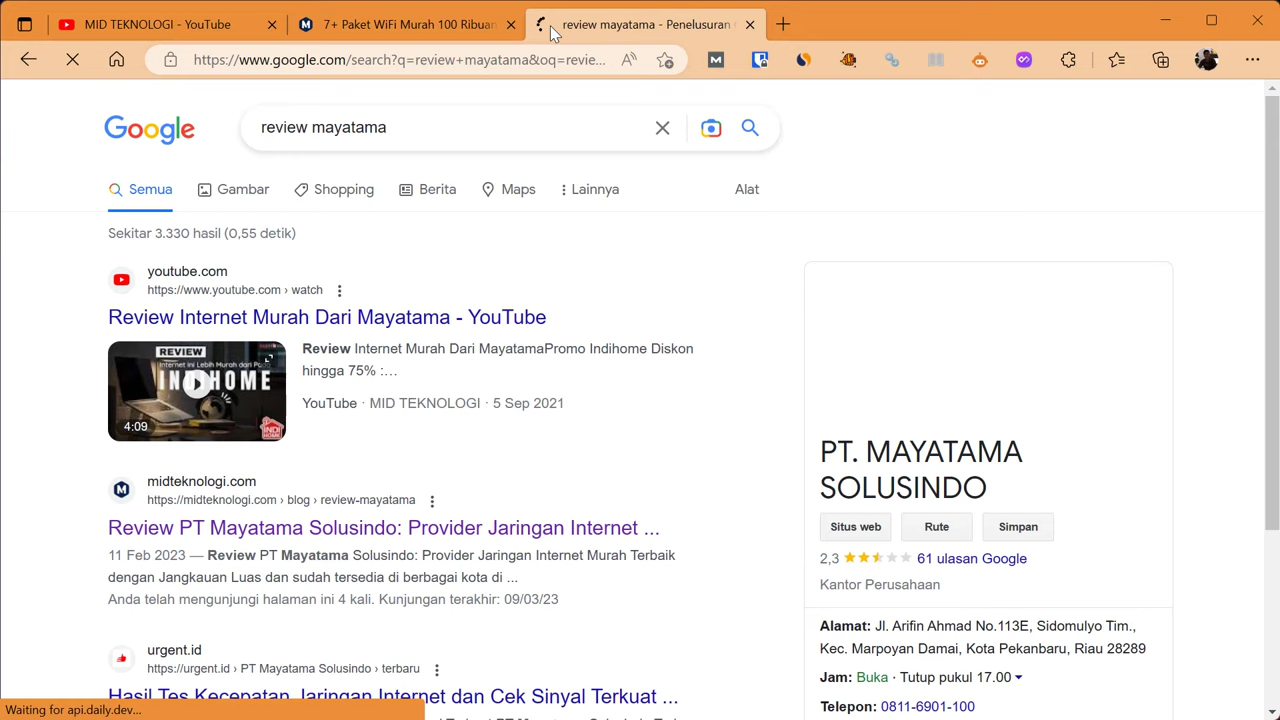 MID TEKNOLOGI - YouTube
7+ Paket WiFi Murah 100 Ribuan
review mayatama - Penelusuran
https://www.google.com/search?q=review+mayatama&oq=revie...
Google
review mayatama
Semua
Gambar
Shopping
Berita
Maps
Lainnya
Alat
Sekitar 3.330 hasil (0,55 detik)
youtube.com
https://www.youtube.com › watch
Review Internet Murah Dari Mayatama - YouTube
REVIEW
Internet ini Lebih Murah dari
INDIHOME
4:09
Review Internet Murah Dari MayatamaPromo Indihome Diskon
hingga 75% :…
YouTube · MID TEKNOLOGI · 5 Sep 2021
midteknologi.com
https://midteknologi.com › blog › review-mayatama
Review PT Mayatama Solusindo: Provider Jaringan Internet ...
11 Feb 2023 — Review PT Mayatama Solusindo: Provider Jaringan Internet Murah Terbaik
dengan Jangkauan Luas dan sudah tersedia di berbagai kota di ...
Anda telah mengunjungi halaman ini 4 kali. Kunjungan terakhir: 09/03/23
urgent.id
https://urgent.id › PT Mayatama Solusindo › terbaru
Hasil Tes Kecepatan Jaringan Internet dan Cek Sinyal Terkuat ...
Waiting for api.daily.dev...
PT. MAYATAMA
SOLUSINDO
Situs web
Rute
Simpan
2,3
61 ulasan Google
Kantor Perusahaan
Alamat: Jl. Arifin Ahmad No.113E, Sidomulyo Tim.,
Kec. Marpoyan Damai, Kota Pekanbaru, Riau 28289
Jam: Buka · Tutup pukul 17.00
Telepon: 0811-6901-100